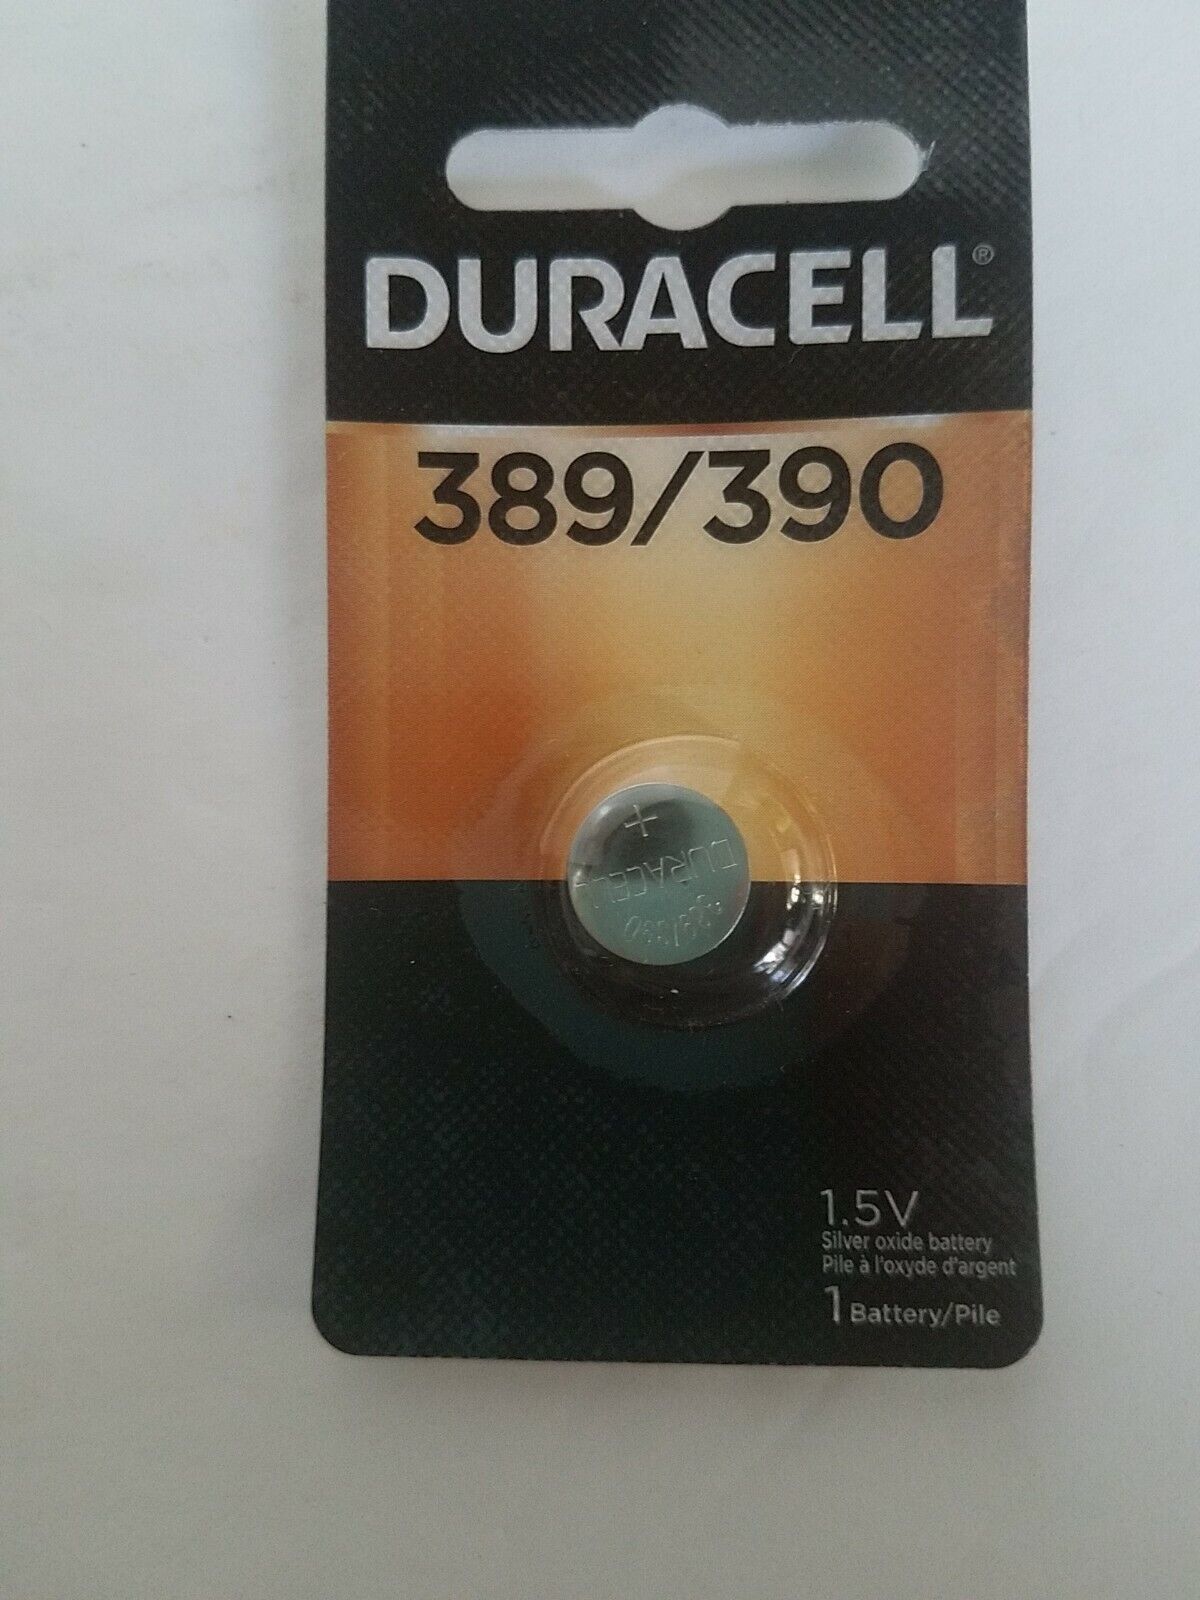 DURACELL®
389/390
+
DURACELL
389/390
1.5V
Silver oxide battery
Pile à l'oxyde d'argent
1 Battery/Pile